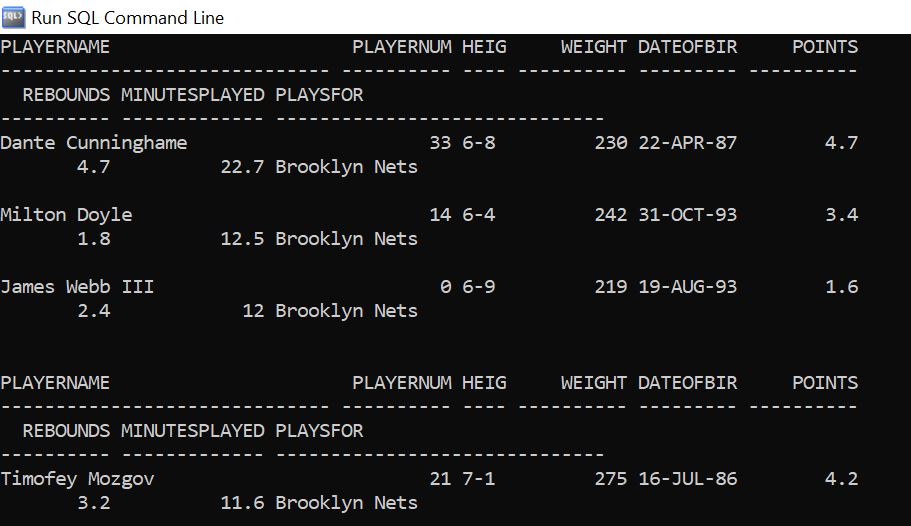 SQL> Run SQL Command Line
PLAYERNAME                      PLAYERNUM HEIG     WEIGHT DATEOFBIR     POINTS
------------------------------ ---------- ---- ---------- --------- ----------
  REBOUNDS MINUTESPLAYED PLAYSFOR
---------- ------------- ------------------------------
Dante Cunninghame                      33 6-8         230 22-APR-87        4.7
       4.7          22.7 Brooklyn Nets
Milton Doyle                           14 6-4         242 31-OCT-93        3.4
       1.8          12.5 Brooklyn Nets
James Webb III                          0 6-9         219 19-AUG-93        1.6
       2.4            12 Brooklyn Nets
PLAYERNAME                      PLAYERNUM HEIG     WEIGHT DATEOFBIR     POINTS
------------------------------ ---------- ---- ---------- --------- ----------
  REBOUNDS MINUTESPLAYED PLAYSFOR
---------- ------------- ------------------------------
Timofey Mozgov                         21 7-1         275 16-JUL-86        4.2
       3.2          11.6 Brooklyn Nets